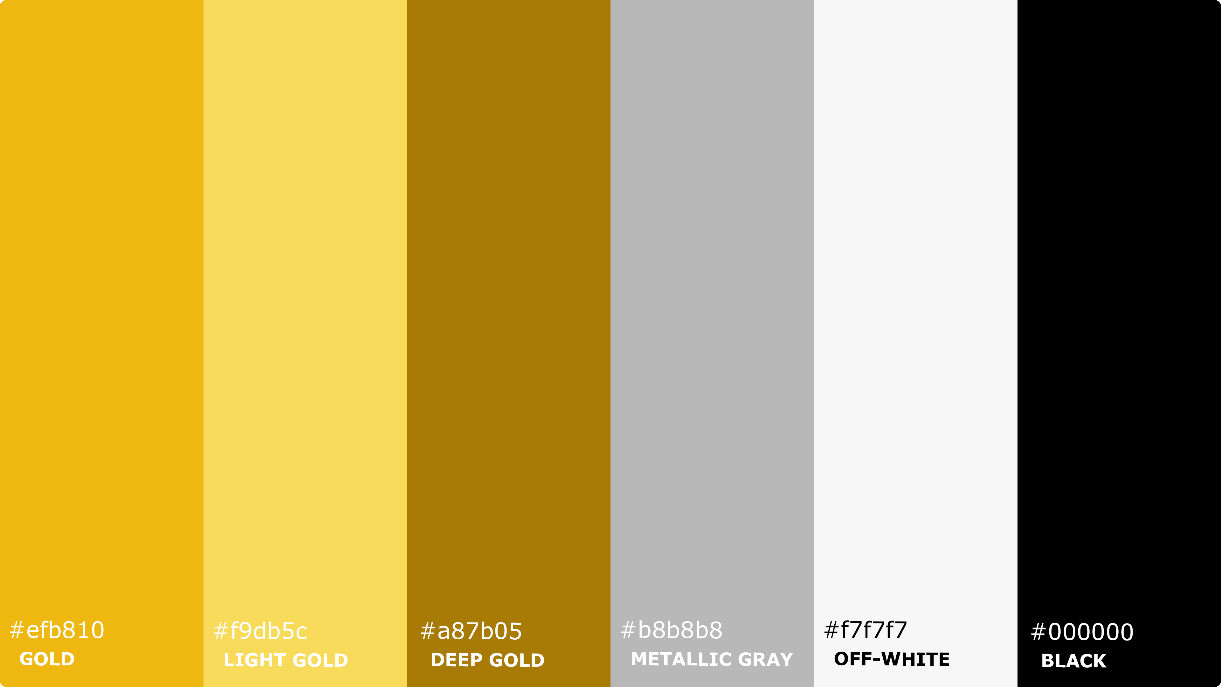 #efb810
GOLD
#f9db5c
LIGHT GOLD
#a87b05
DEEP GOLD
#b8b8b8
METALLIC GRAY
#f7f7f7
OFF-WHITE
#000000
BLACK